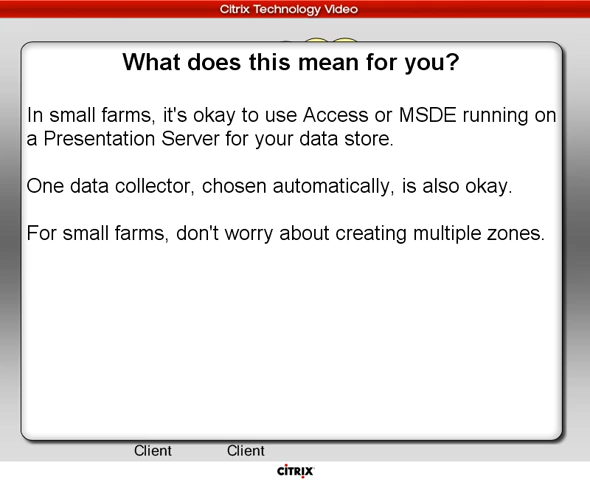 Citrix Technology Video
What does this mean for you?
In small farms, it's okay to use Access or MSDE running on
a Presentation Server for your data store.
One data collector, chosen automatically, is also okay.
For small farms, don't worry about creating multiple zones.
Client Client
CITRIX